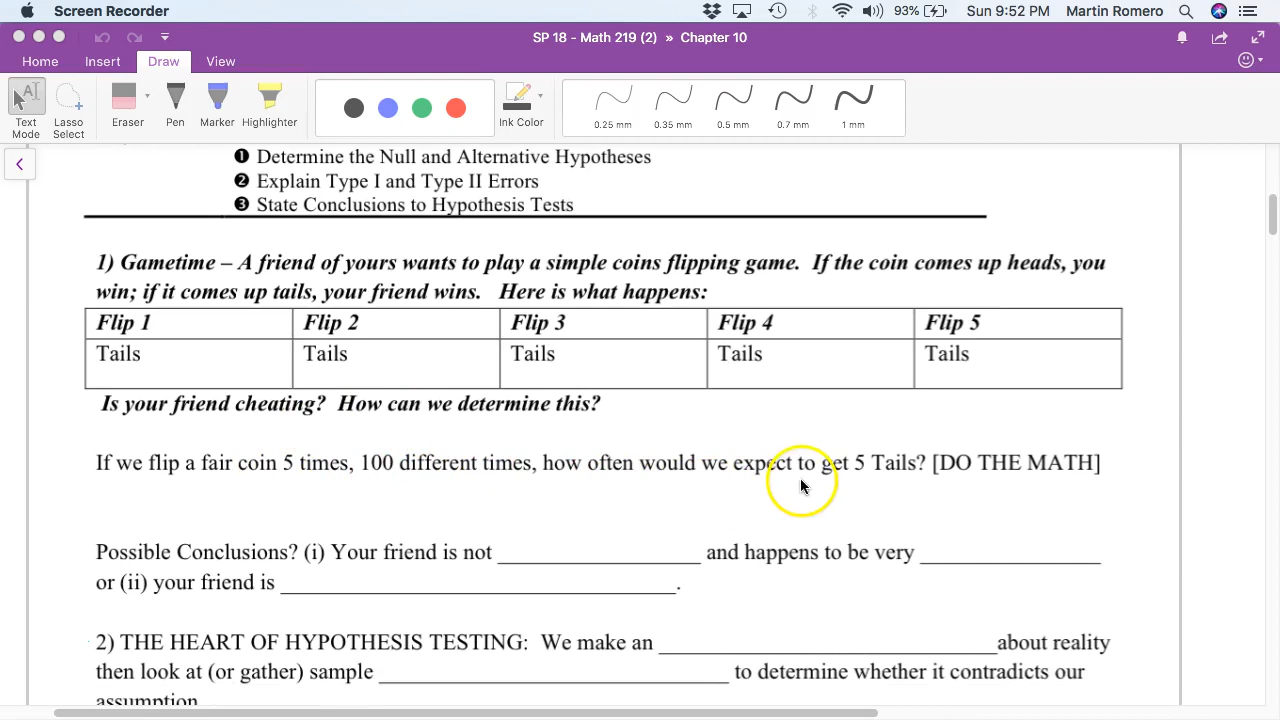 Screen Recorder
93%
Sun 9:52 PM
Martin Romero
SP 18 - Math 219 (2) » Chapter 10
Home
Insert
Draw
View
Text Mode
Lasso Select
Eraser
Pen
Marker
Highlighter
Ink Color
0.25 mm
0.35 mm
0.5 mm
0.7 mm
1 mm
❶ Determine the Null and Alternative Hypotheses
❷ Explain Type I and Type II Errors
❸ State Conclusions to Hypothesis Tests
1) Gametime – A friend of yours wants to play a simple coins flipping game. If the coin comes up heads, you
win; if it comes up tails, your friend wins. Here is what happens:
Flip 1 Flip 2 Flip 3 Flip 4 Flip 5
Tails Tails Tails Tails Tails
Is your friend cheating? How can we determine this?
If we flip a fair coin 5 times, 100 different times, how often would we expect to get 5 Tails? [DO THE MATH]
Possible Conclusions? (i) Your friend is not ____________________ and happens to be very __________________
or (ii) your friend is ________________________________________.
2) THE HEART OF HYPOTHESIS TESTING: We make an __________________________________about reality
then look at (or gather) sample ___________________________________ to determine whether it contradicts our
assumption